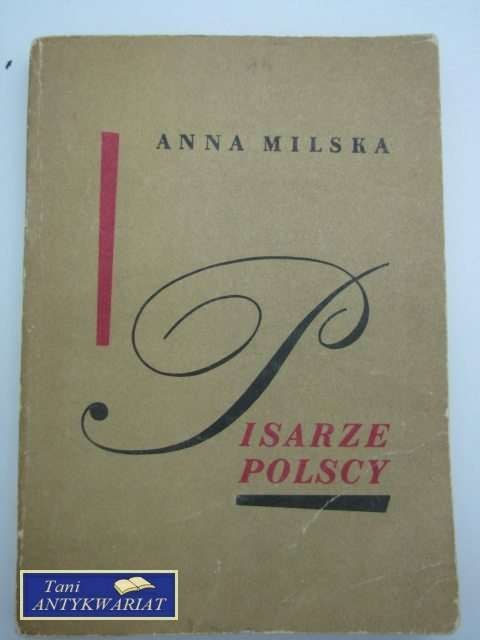 ANNA MILSKA
PISARZE
POLSCY
Tani
ANTYKWARIAT